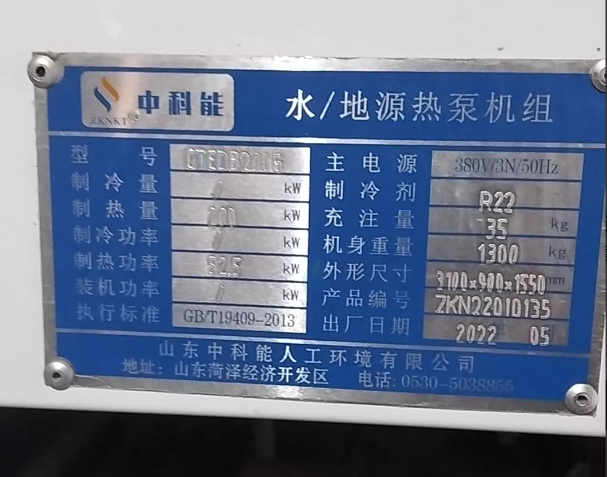 中科能 水/地源热泵机组
ZKNKT
型号 主电源 380V/3N/50Hz
制冷量 / kW 制冷剂 R22
制热量 kW 充注量 35 kg
制冷功率 / kW 机身重量 1300 kg
制热功率 52.5 kW 外形尺寸 3100×900×1550 mm
装机功率 / kW 产品编号 ZKN22010135
执行标准 GB/T19409-2013 出厂日期 2022 05
山东中科能人工环境有限公司
地址: 山东菏泽经济开发区 电话: 0530-5038855